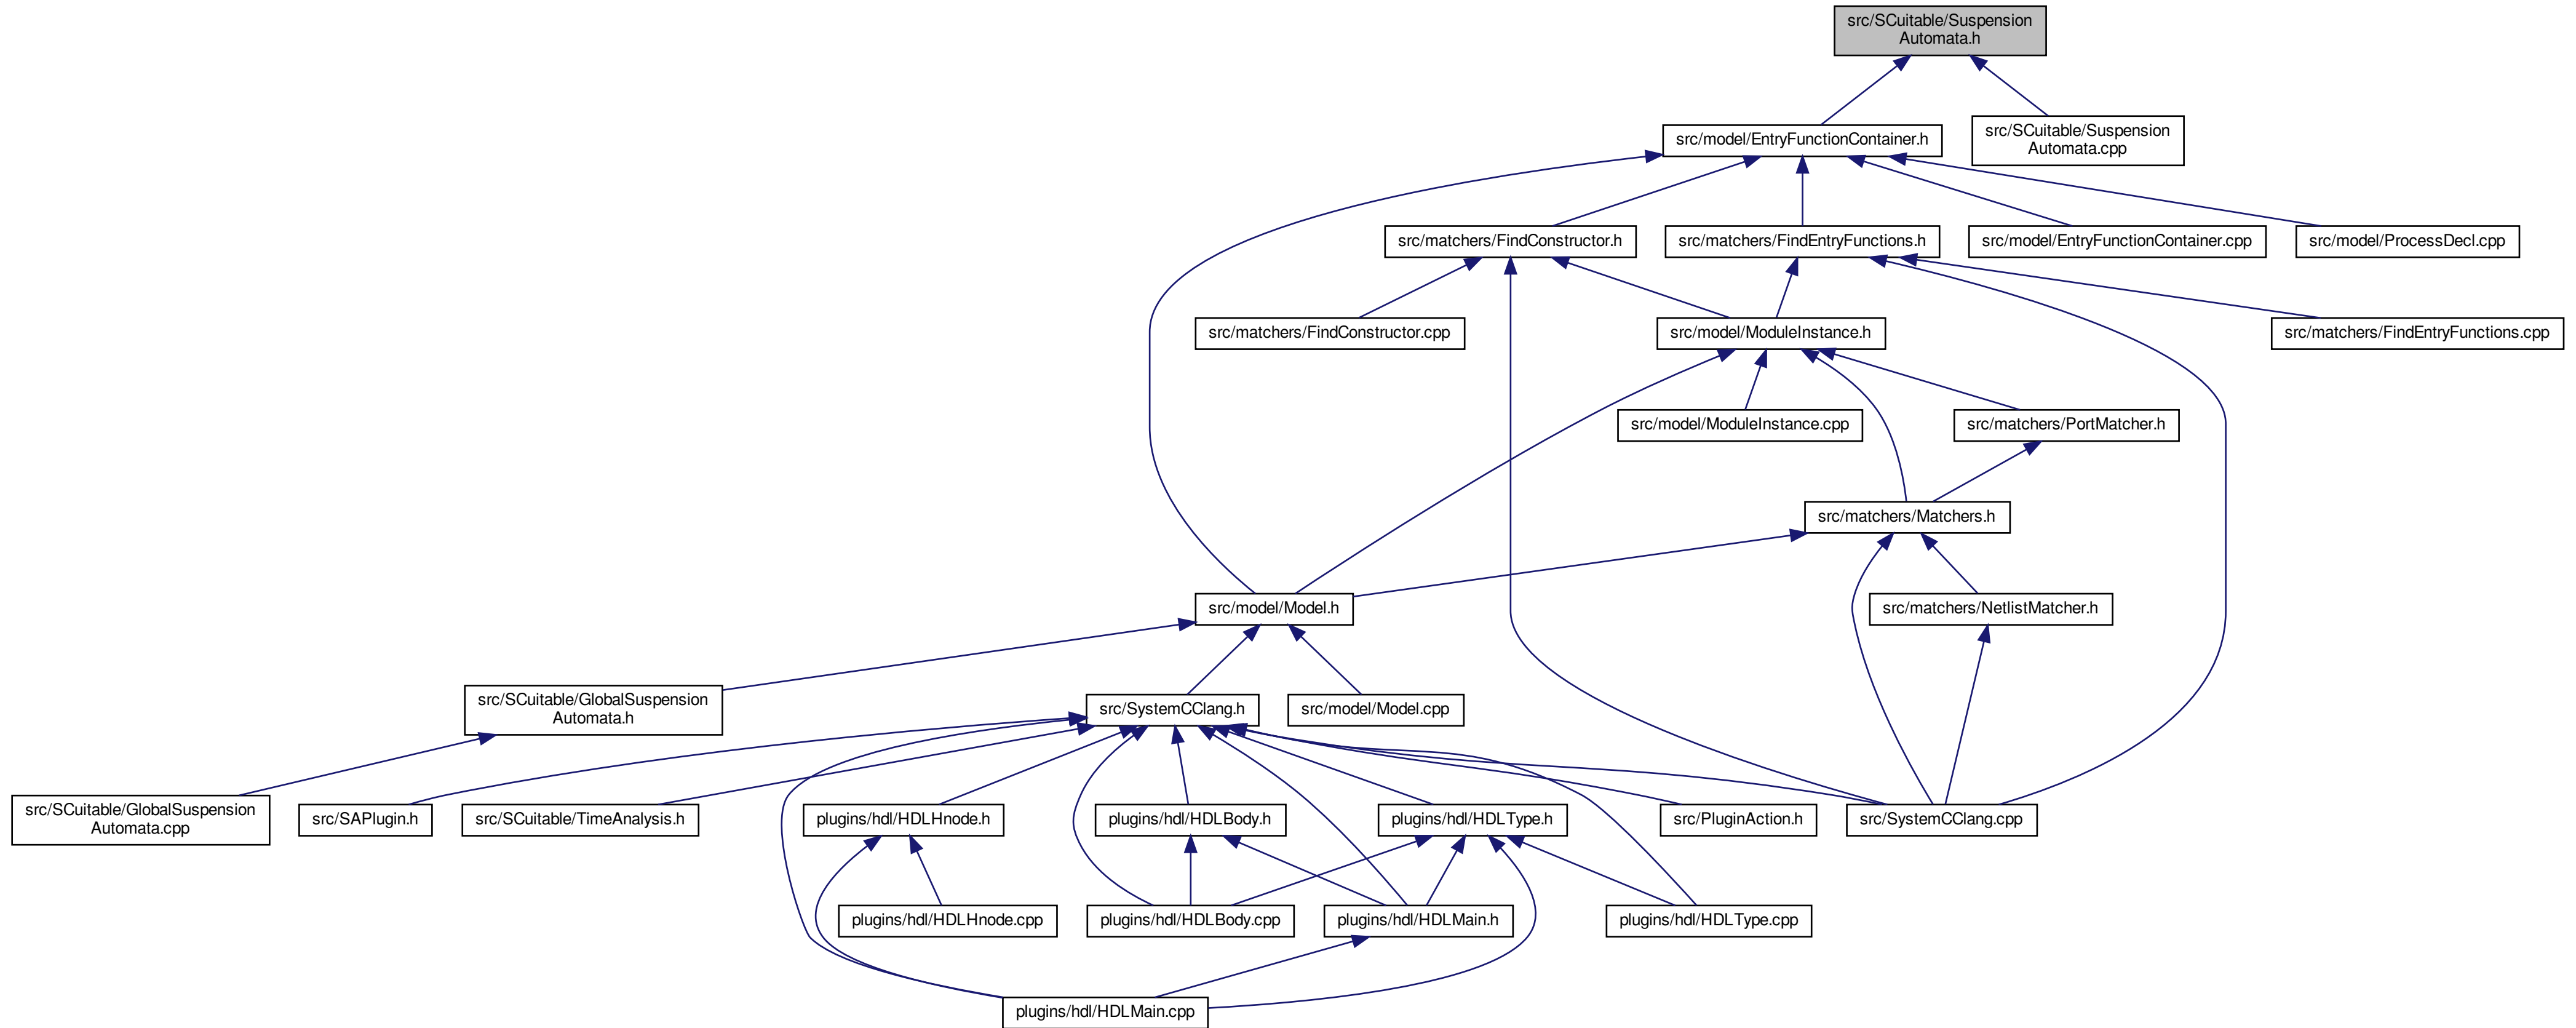 src/SCuitable/Suspension
Automata.h
src/model/EntryFunctionContainer.h
src/SCuitable/Suspension
Automata.cpp
src/matchers/FindConstructor.h
src/matchers/FindEntryFunctions.h
src/model/EntryFunctionContainer.cpp
src/model/ProcessDecl.cpp
src/matchers/FindConstructor.cpp
src/model/ModuleInstance.h
src/matchers/FindEntryFunctions.cpp
src/model/ModuleInstance.cpp
src/matchers/PortMatcher.h
src/matchers/Matchers.h
src/model/Model.h
src/matchers/NetlistMatcher.h
src/SCuitable/GlobalSuspension
Automata.h
src/SystemCClang.h
src/model/Model.cpp
src/SCuitable/GlobalSuspension
Automata.cpp
src/SAPlugin.h
src/SCuitable/TimeAnalysis.h
plugins/hdl/HDLHnode.h
plugins/hdl/HDLBody.h
plugins/hdl/HDLType.h
src/PluginAction.h
src/SystemCClang.cpp
plugins/hdl/HDLHnode.cpp
plugins/hdl/HDLBody.cpp
plugins/hdl/HDLMain.h
plugins/hdl/HDLType.cpp
plugins/hdl/HDLMain.cpp